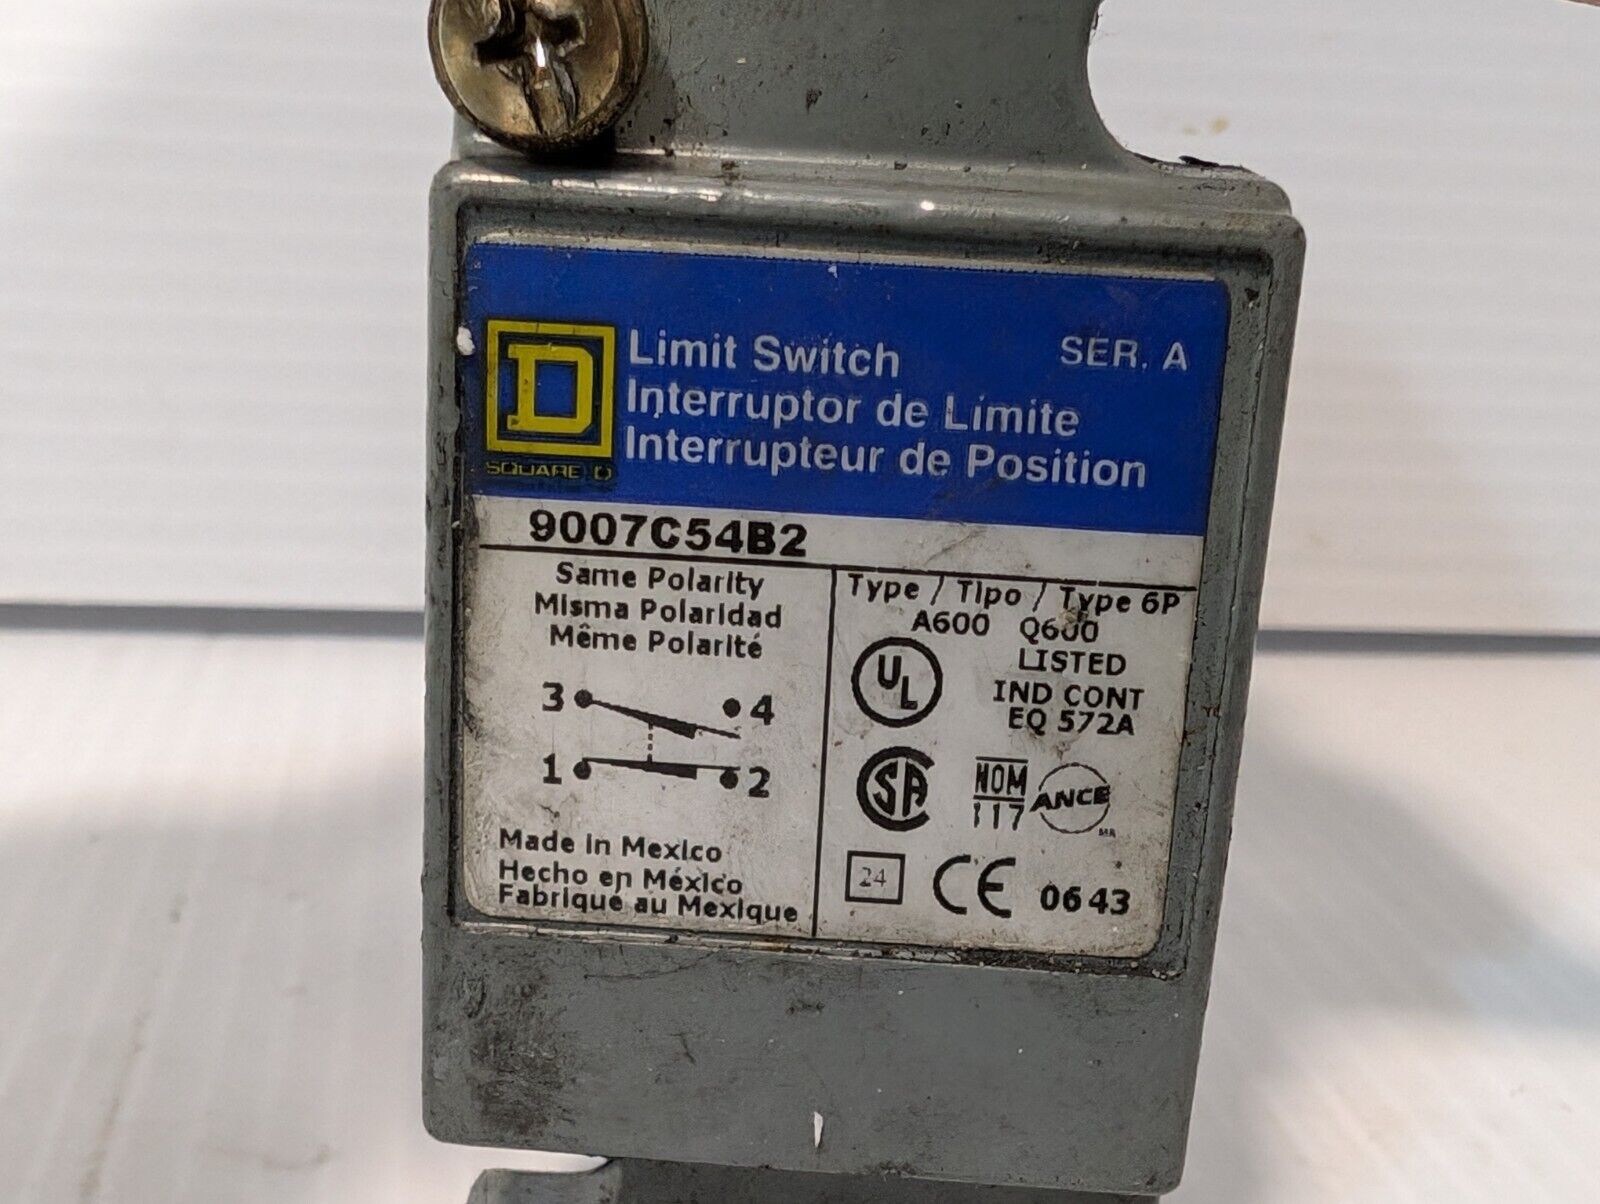 Limit Switch SER. A
Interruptor de Límite
Interrupteur de Position
D
SQUARE D
9007C54B2
Same Polarity
Misma Polaridad
Même Polarité
3 4
1 2
Made in Mexico
Hecho en México
Fabriqué au Mexique
Type / Tipo / Type 6P
A600 Q600
UL
LISTED
IND CONT
EQ 572A
SA
NOM
117
ANCE
MR
24
CE 0643